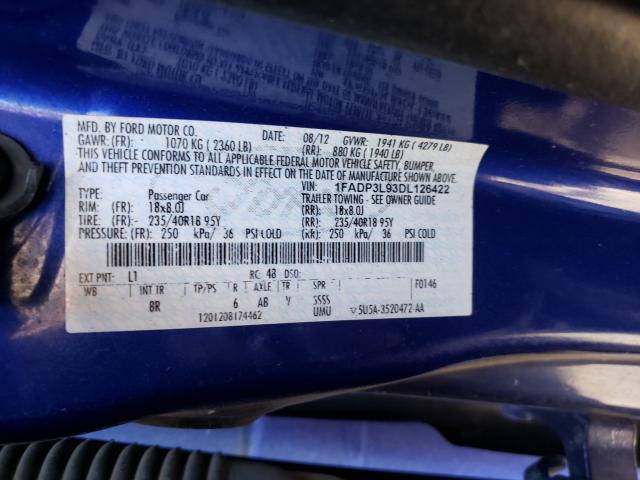 MFD. BY FORD MOTOR CO.
DATE: 08/12 GVWR: 1941 KG ( 4279 LB)
GAWR: (FR): 1070 KG ( 2360 LB) (RR): 880 KG ( 1940 LB)
THIS VEHICLE CONFORMS TO ALL APPLICABLE FEDERAL MOTOR VEHICLE SAFETY, BUMPER,
AND THEFT PREVENTION STANDARDS IN EFFECT ON THE DATE OF MANUFACTURE SHOWN ABOVE.
VIN: 1FADP3L93DL126422
TYPE: Passenger Car TRAILER TOWING - SEE OWNER GUIDE
RIM: (FR): 18x8.0J (RR): 18x8.0J
TIRE: (FR): 235/40R18 95Y (RR): 235/40R18 95Y
PRESSURE: (FR): 250 kPa/ 36 PSI COLD (RR): 250 kPa/ 36 PSI COLD
EXT PNT: L1 RC: 48 DSO:
WB INT TR TP/PS R AXLE TR SPR F0146
BR 6 AB Y SSSS
1201208174462 UMU 5U5A-3520472-AA